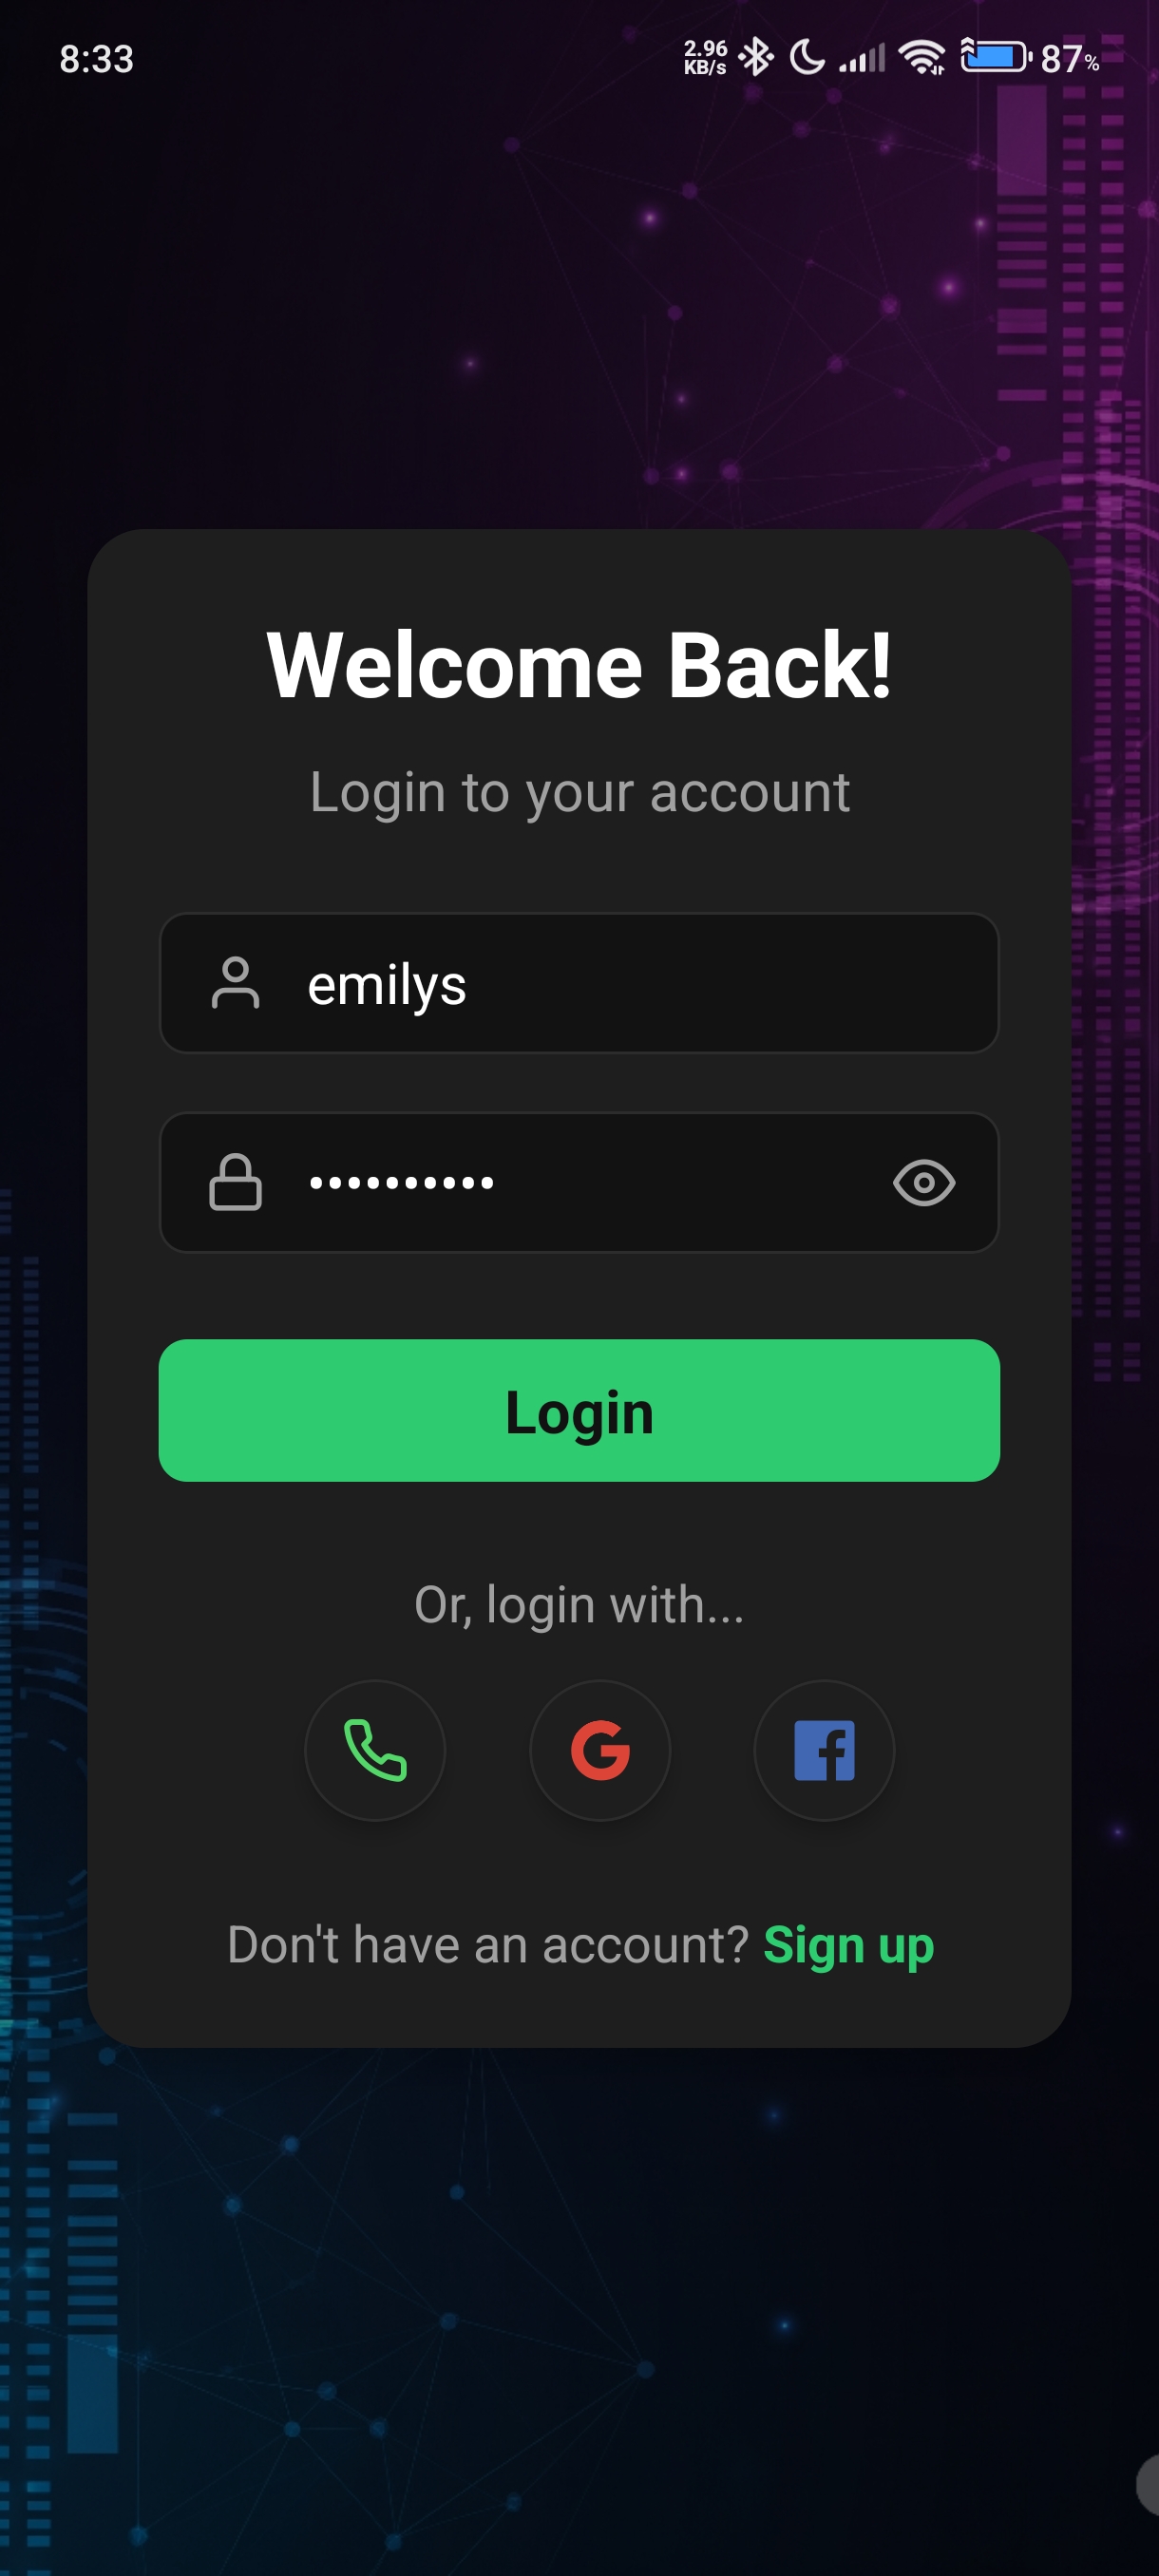 8:33
2.96
KB/s
87%
Welcome Back!
Login to your account
emilys
••••••••••
Login
Or, login with...
Don't have an account? Sign up